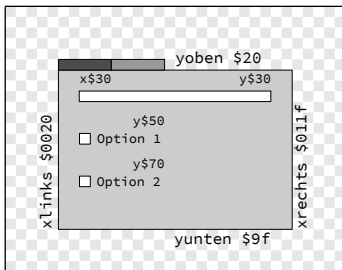 yoben $20
x$30 y$30
y$50
Option 1
y$70
Option 2
xlinks $0020
xrechts $011f
yunten $9f